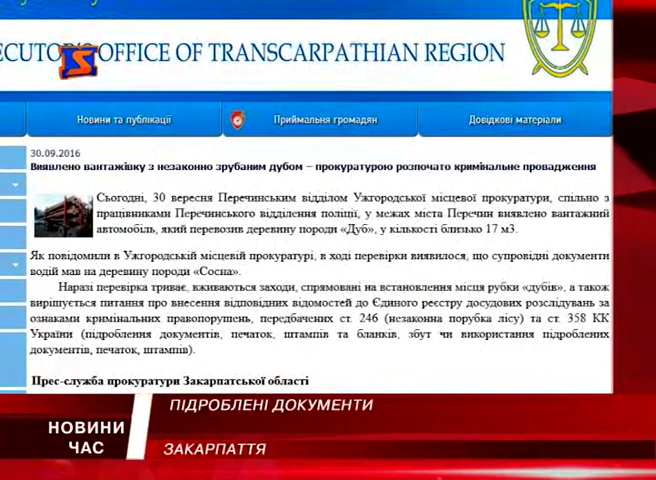 OFFICE OF TRANSCARPATHIAN REGION
Новини та публікації
Приймальня громадян
Довідкові матеріали
30.09.2016
Виявлено вантажівку з незаконно зрубаним дубом – прокуратурою розпочато кримінальне провадження
Сьогодні, 30 вересня Перечинським відділом Ужгородської місцевої прокуратури, спільно з
працівниками Перечинського відділення поліції, у межах міста Перечин виявлено вантажний
автомобіль, який перевозив деревину породи «Дуб», у кількості близько 17 м3.
Як повідомили в Ужгородській місцевій прокуратурі, в ході перевірки виявилося, що супровідні документи
водій мав на деревину породи «Сосна».
Наразі перевірка триває, вживаються заходи, спрямовані на встановлення місця рубки «дубів», а також
вирішується питання про внесення відповідних відомостей до Єдиного реєстру досудових розслідувань за
ознаками кримінальних правопорушень, передбачених ст. 246 (незаконна порубка лісу) та ст. 358 КК
України (підроблення документів, печаток, штампів та бланків, збут чи використання підроблених
документів, печаток, штампів).
Прес-служба прокуратури Закарпатської області
ПІДРОБЛЕНІ ДОКУМЕНТИ
НОВИНИ
ЧАС
ЗАКАРПАТТЯ